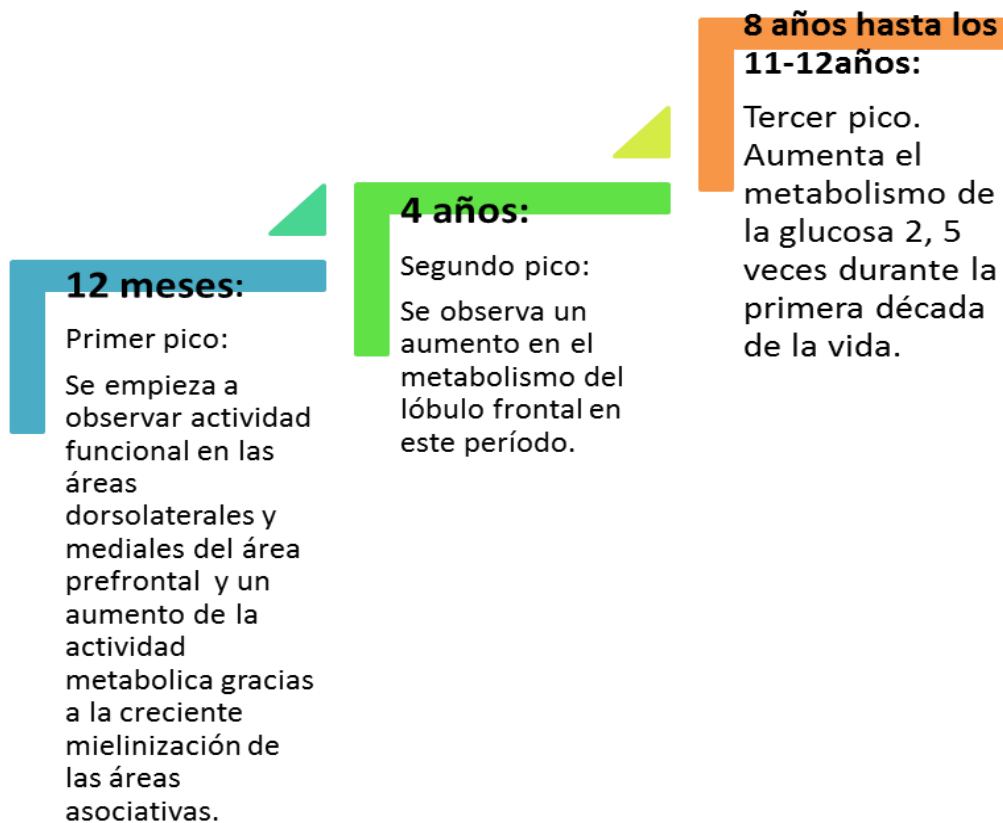 12 meses:
Primer pico:
Se empieza a
observar actividad
funcional en las
áreas
dorsolaterales y
mediales del área
prefrontal y un
aumento de la
actividad
metabolica gracias
a la creciente
mielinización de
las áreas
asociativas.
4 años:
Segundo pico:
Se observa un
aumento en el
metabolismo del
lóbulo frontal en
este período.
8 años hasta los
11-12años:
Tercer pico.
Aumenta el
metabolismo de
la glucosa 2, 5
veces durante la
primera década
de la vida.